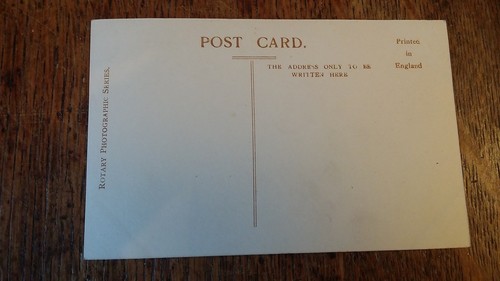 POST CARD.
THE ADDRESS ONLY TO BE
WRITTEN HERE
Printed
in
England
ROTARY PHOTOGRAPHIC SERIES.